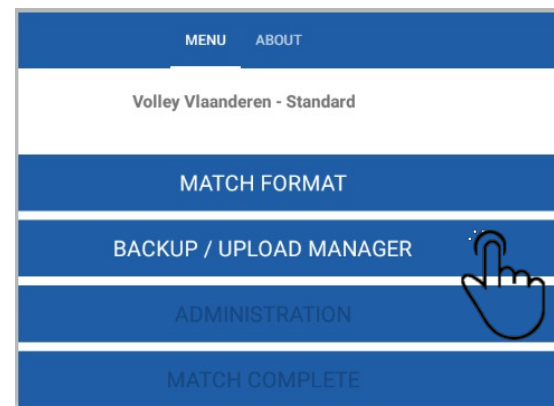 MENU ABOUT
Volley Vlaanderen - Standard
MATCH FORMAT
BACKUP / UPLOAD MANAGER
ADMINISTRATION
MATCH COMPLETE